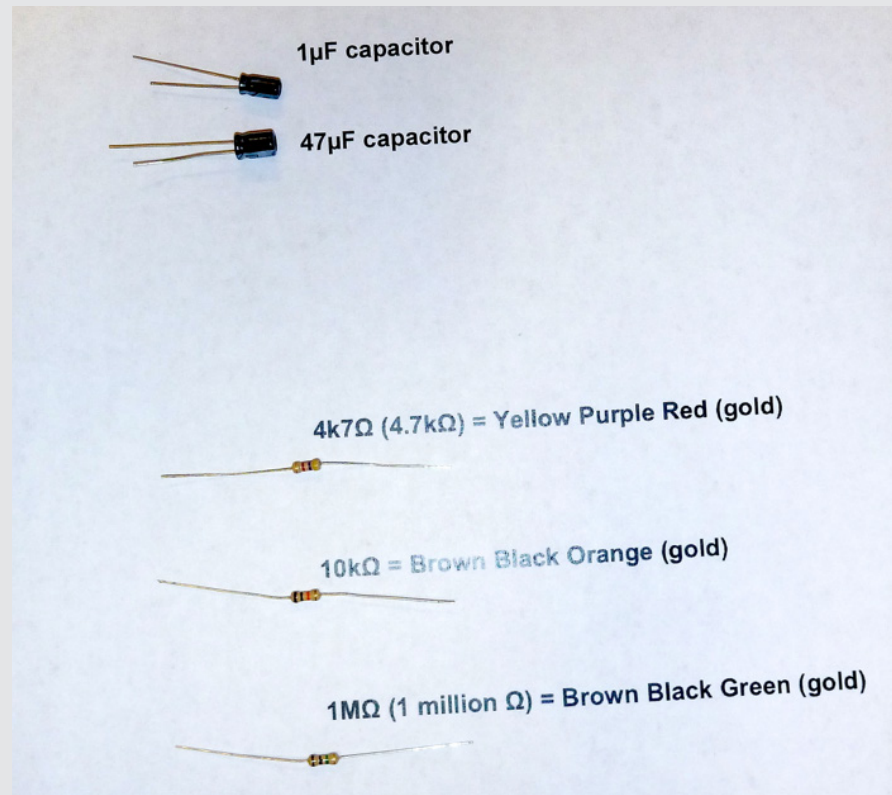 1µF capacitor
47µF capacitor
4k7Ω (4.7kΩ) = Yellow Purple Red (gold)
10kΩ = Brown Black Orange (gold)
1MΩ (1 million Ω) = Brown Black Green (gold)